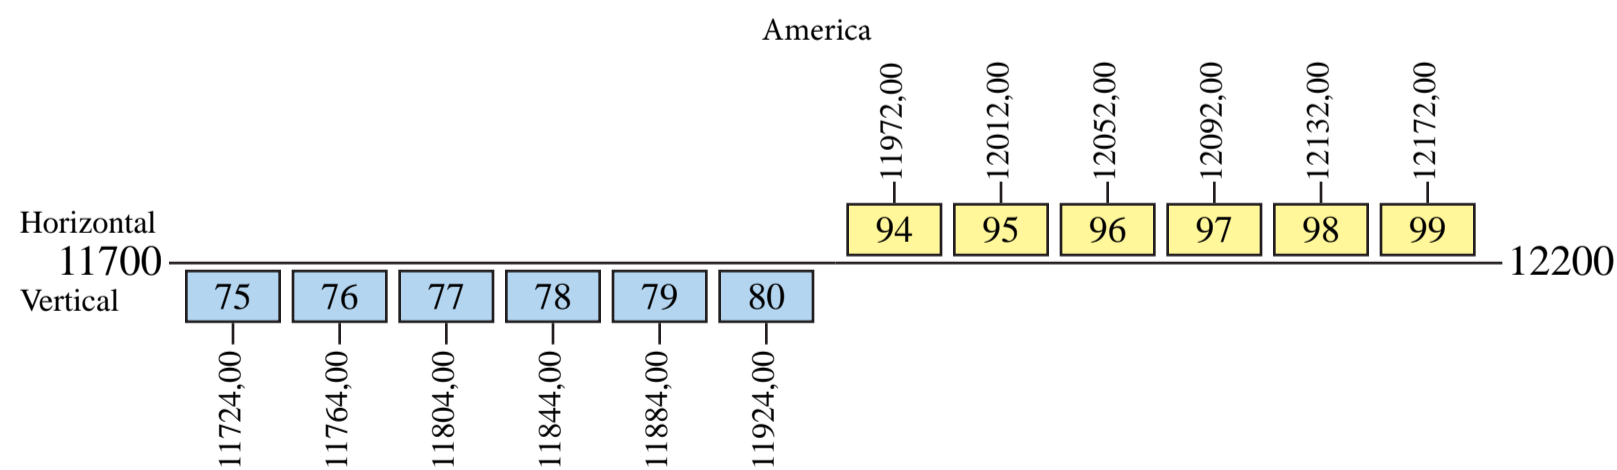 America
11972,00 12012,00 12052,00 12092,00 12132,00 12172,00
Horizontal 94 95 96 97 98 99
11700 12200
Vertical 75 76 77 78 79 80
11724,00 11764,00 11804,00 11844,00 11884,00 11924,00